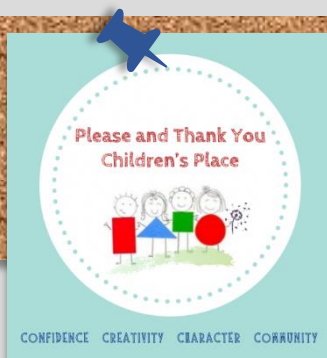 Please and Thank You
Children's Place
CONFIDENCE CREATIVITY CHARACTER COMMUNITY